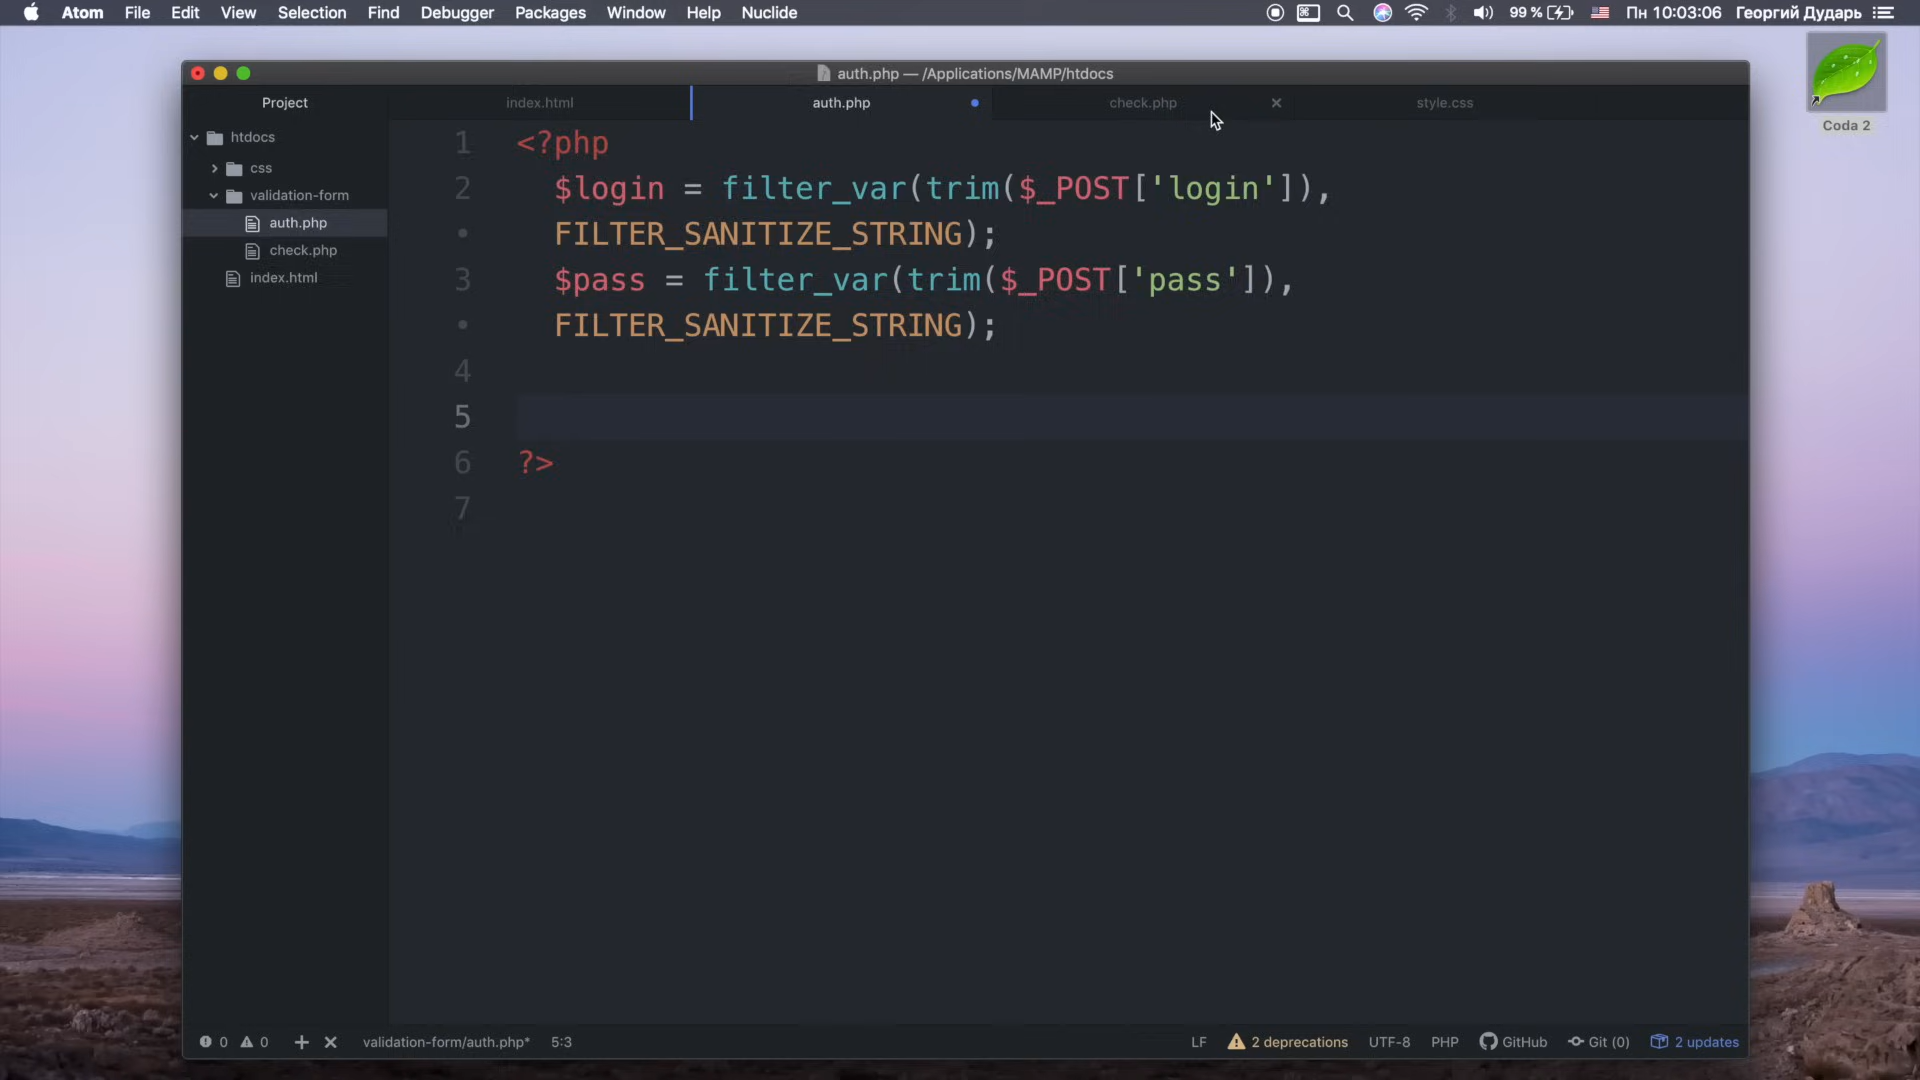 Atom File Edit View Selection Find Debugger Packages Window Help Nuclide 99 % Пн 10:03:06 Георгий Дударь
Coda 2
auth.php — /Applications/MAMP/htdocs
Project index.html auth.php check.php style.css
htdocs
css
validation-form
auth.php
check.php
index.html
1 <?php
2 $login = filter_var(trim($_POST['login']),
• FILTER_SANITIZE_STRING);
3 $pass = filter_var(trim($_POST['pass']),
• FILTER_SANITIZE_STRING);
4
5
6 ?>
7
0 0 validation-form/auth.php* 5:3 LF 2 deprecations UTF-8 PHP GitHub Git (0) 2 updates